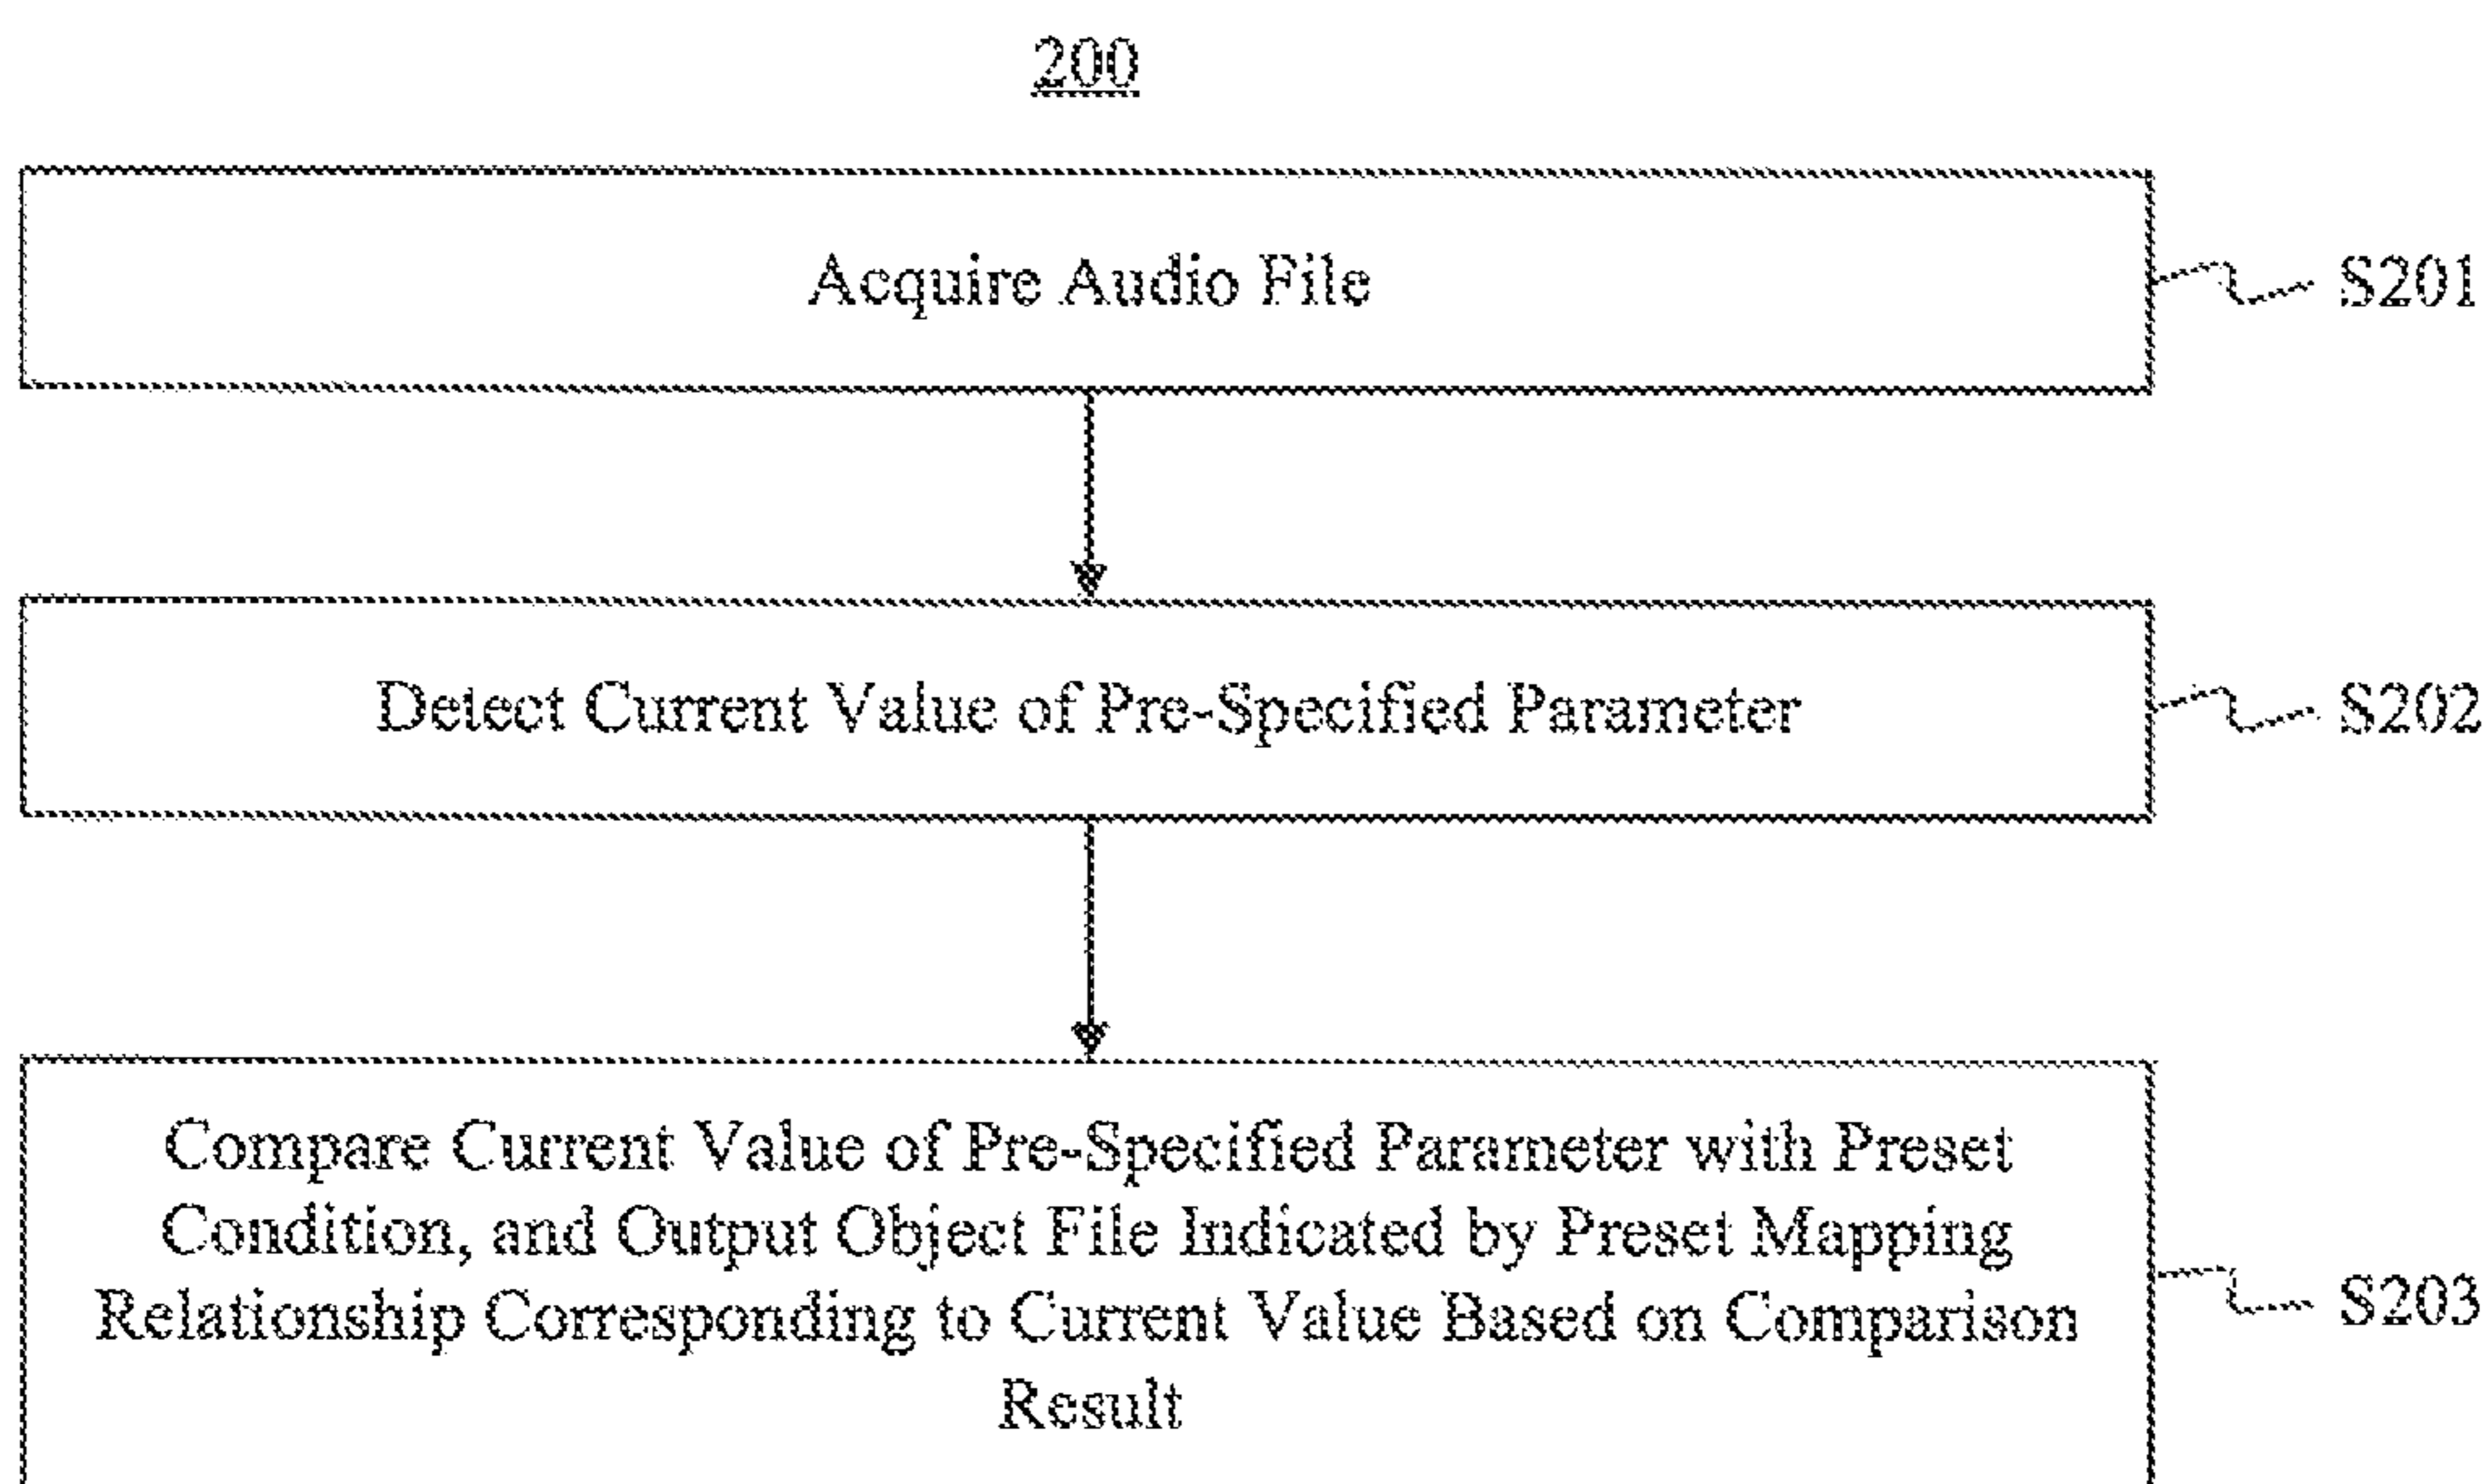 200
Acquire Audio File
S201
Detect Current Value of Pre-Specified Parameter
S202
Compare Current Value of Pre-Specified Parameter with Preset
Condition, and Output Object File Indicated by Preset Mapping
Relationship Corresponding to Current Value Based on Comparison
Result
S203